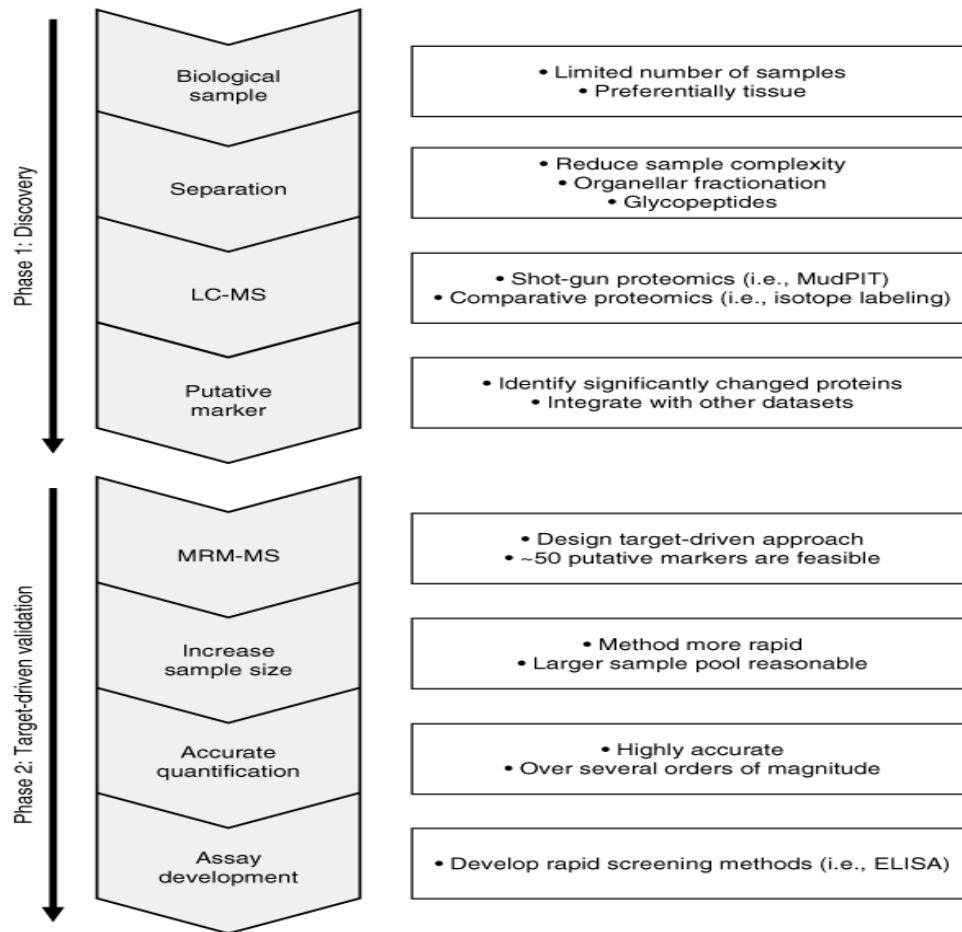 Phase 1: Discovery
Biological
sample
• Limited number of samples
• Preferentially tissue
Separation
• Reduce sample complexity
• Organellar fractionation
• Glycopeptides
LC-MS
• Shot-gun proteomics (i.e., MudPIT)
• Comparative proteomics (i.e., isotope labeling)
Putative
marker
• Identify significantly changed proteins
• Integrate with other datasets
Phase 2: Target-driven validation
MRM-MS
• Design target-driven approach
• ~50 putative markers are feasible
Increase
sample size
• Method more rapid
• Larger sample pool reasonable
Accurate
quantification
• Highly accurate
• Over several orders of magnitude
Assay
development
• Develop rapid screening methods (i.e., ELISA)